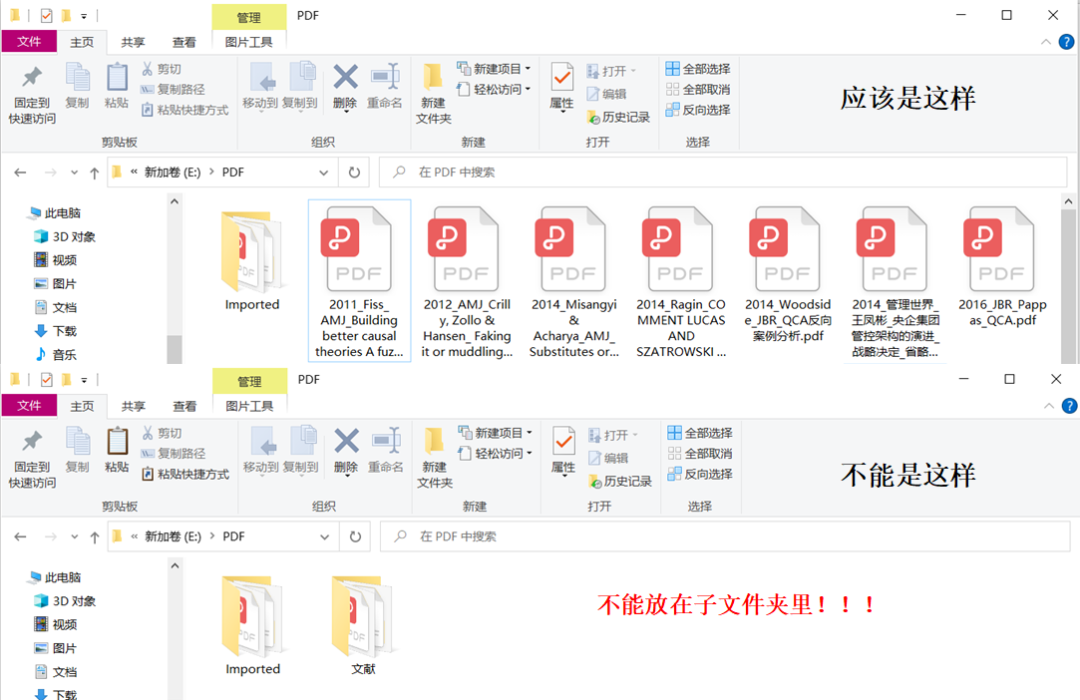 管理
PDF
文件
主页
共享
查看
图片工具
固定到
快速访问
复制
粘贴
剪切
复制路径
粘贴快捷方式
剪贴板
移动到
复制到
删除
重命名
组织
新建
文件夹
新建项目
轻松访问
新建
属性
打开
编辑
历史记录
打开
全部选择
全部取消
反向选择
选择
应该是这样
« 新加卷 (E:) > PDF
在 PDF 中搜索
此电脑
3D 对象
视频
图片
文档
下载
音乐
Imported
2011_Fiss_
AMJ_Building
better causal
theories A fuz...
2012_AMJ_Crill
y, Zollo &
Hansen_ Faking
it or muddling...
2014_Misangyi
&
Acharya_AMJ_
Substitutes or...
2014_Ragin_CO
MMENT LUCAS
AND
SZATROWSKI ...
2014_Woodsid
e_JBR_QCA反向
案例分析.pdf
2014_管理世界_
王凤彬_央企集团
管控架构的演进_
战略决定_省略...
2016_JBR_Papp
as_QCA.pdf
PDF
PDF
PDF
PDF
PDF
PDF
PDF
管理
PDF
文件
主页
共享
查看
图片工具
固定到
快速访问
复制
粘贴
剪切
复制路径
粘贴快捷方式
剪贴板
移动到
复制到
删除
重命名
组织
新建
文件夹
新建项目
轻松访问
新建
属性
打开
编辑
历史记录
打开
全部选择
全部取消
反向选择
选择
不能是这样
« 新加卷 (E:) > PDF
在 PDF 中搜索
此电脑
3D 对象
视频
图片
文档
下载
Imported
文献
不能放在子文件夹里！！！